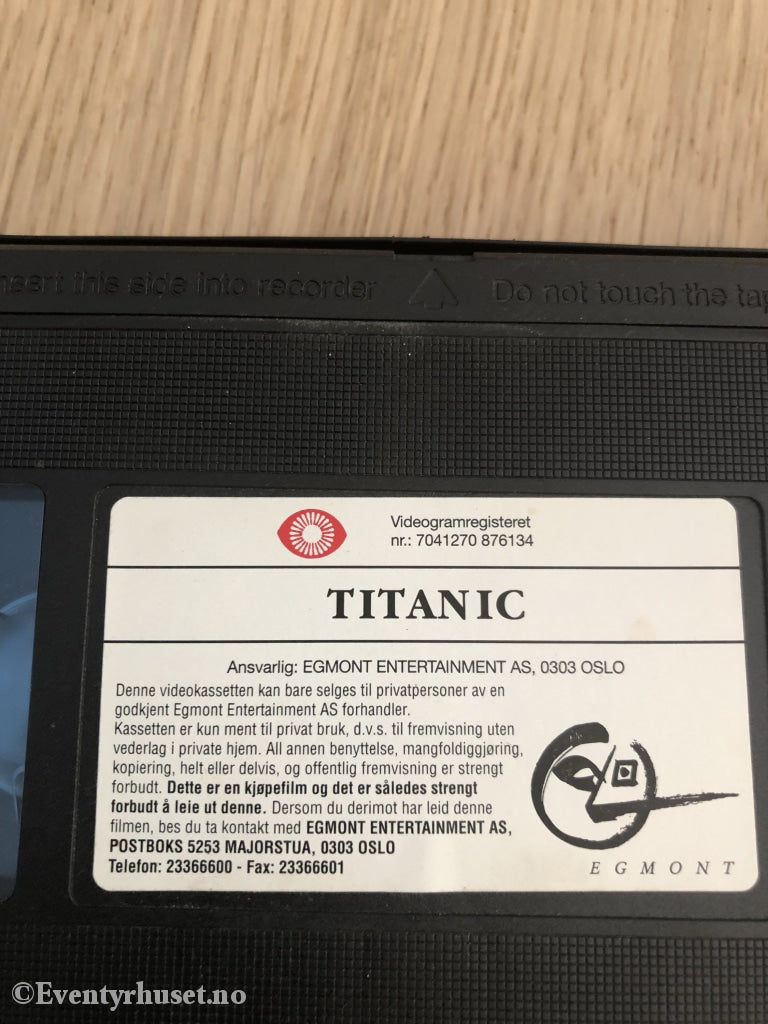 insert this side into recorder Do not touch the tap
Videogramregisteret
nr.: 7041270 876134
TITANIC
Ansvarlig: EGMONT ENTERTAINMENT AS, 0303 OSLO
Denne videokassetten kan bare selges til privatpersoner av en
godkjent Egmont Entertainment AS forhandler.
Kassetten er kun ment til privat bruk, d.v.s. til fremvisning uten
vederlag i private hjem. All annen benyttelse, mangfoldiggjøring,
kopiering, helt eller delvis, og offentlig fremvisning er strengt
forbudt. Dette er en kjøpefilm og det er således strengt
forbudt å leie ut denne. Dersom du derimot har leid denne
filmen, bes du ta kontakt med EGMONT ENTERTAINMENT AS,
POSTBOKS 5253 MAJORSTUA, 0303 OSLO
Telefon: 23366600 - Fax: 23366601
EGMONT
©Eventyrhuset.no